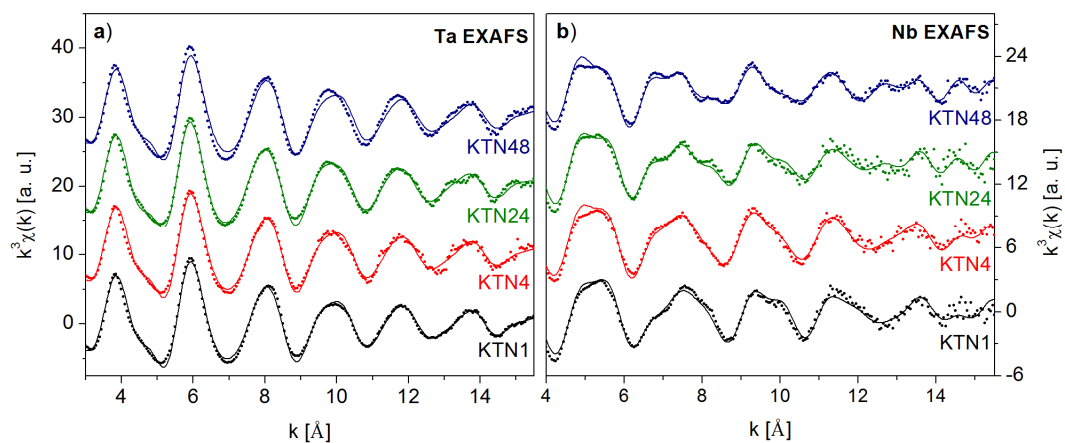 a)
Ta EXAFS
40
30
20
10
0
k³χ(k) [a. u.]
KTN48
KTN24
KTN4
KTN1
4 6 8 10 12 14
k [Å]
b)
Nb EXAFS
24
18
12
6
0
-6
k³χ(k) [a. u.]
KTN48
KTN24
KTN4
KTN1
4 6 8 10 12 14
k [Å]